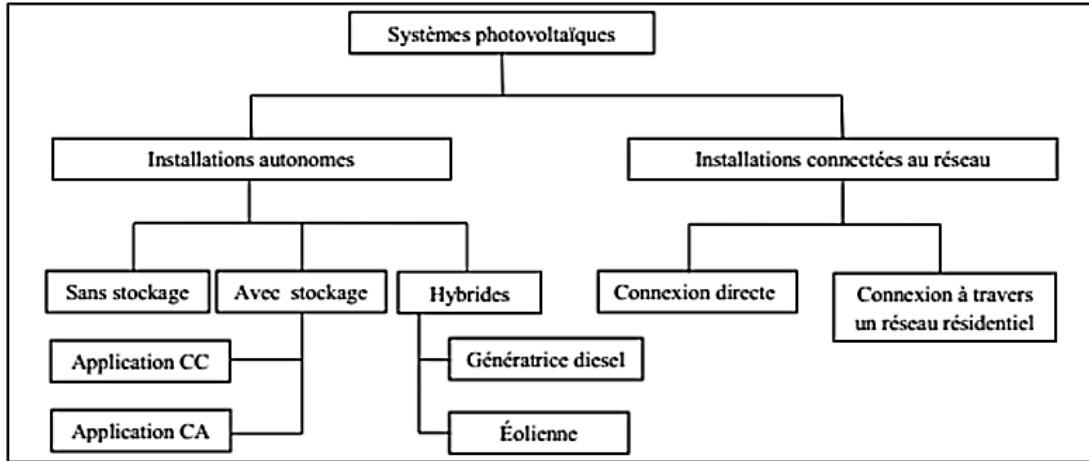 Systèmes photovoltaïques
Installations autonomes
Installations connectées au réseau
Sans stockage
Avec stockage
Hybrides
Connexion directe
Connexion à travers
un réseau résidentiel
Application CC
Génératrice diesel
Application CA
Éolienne